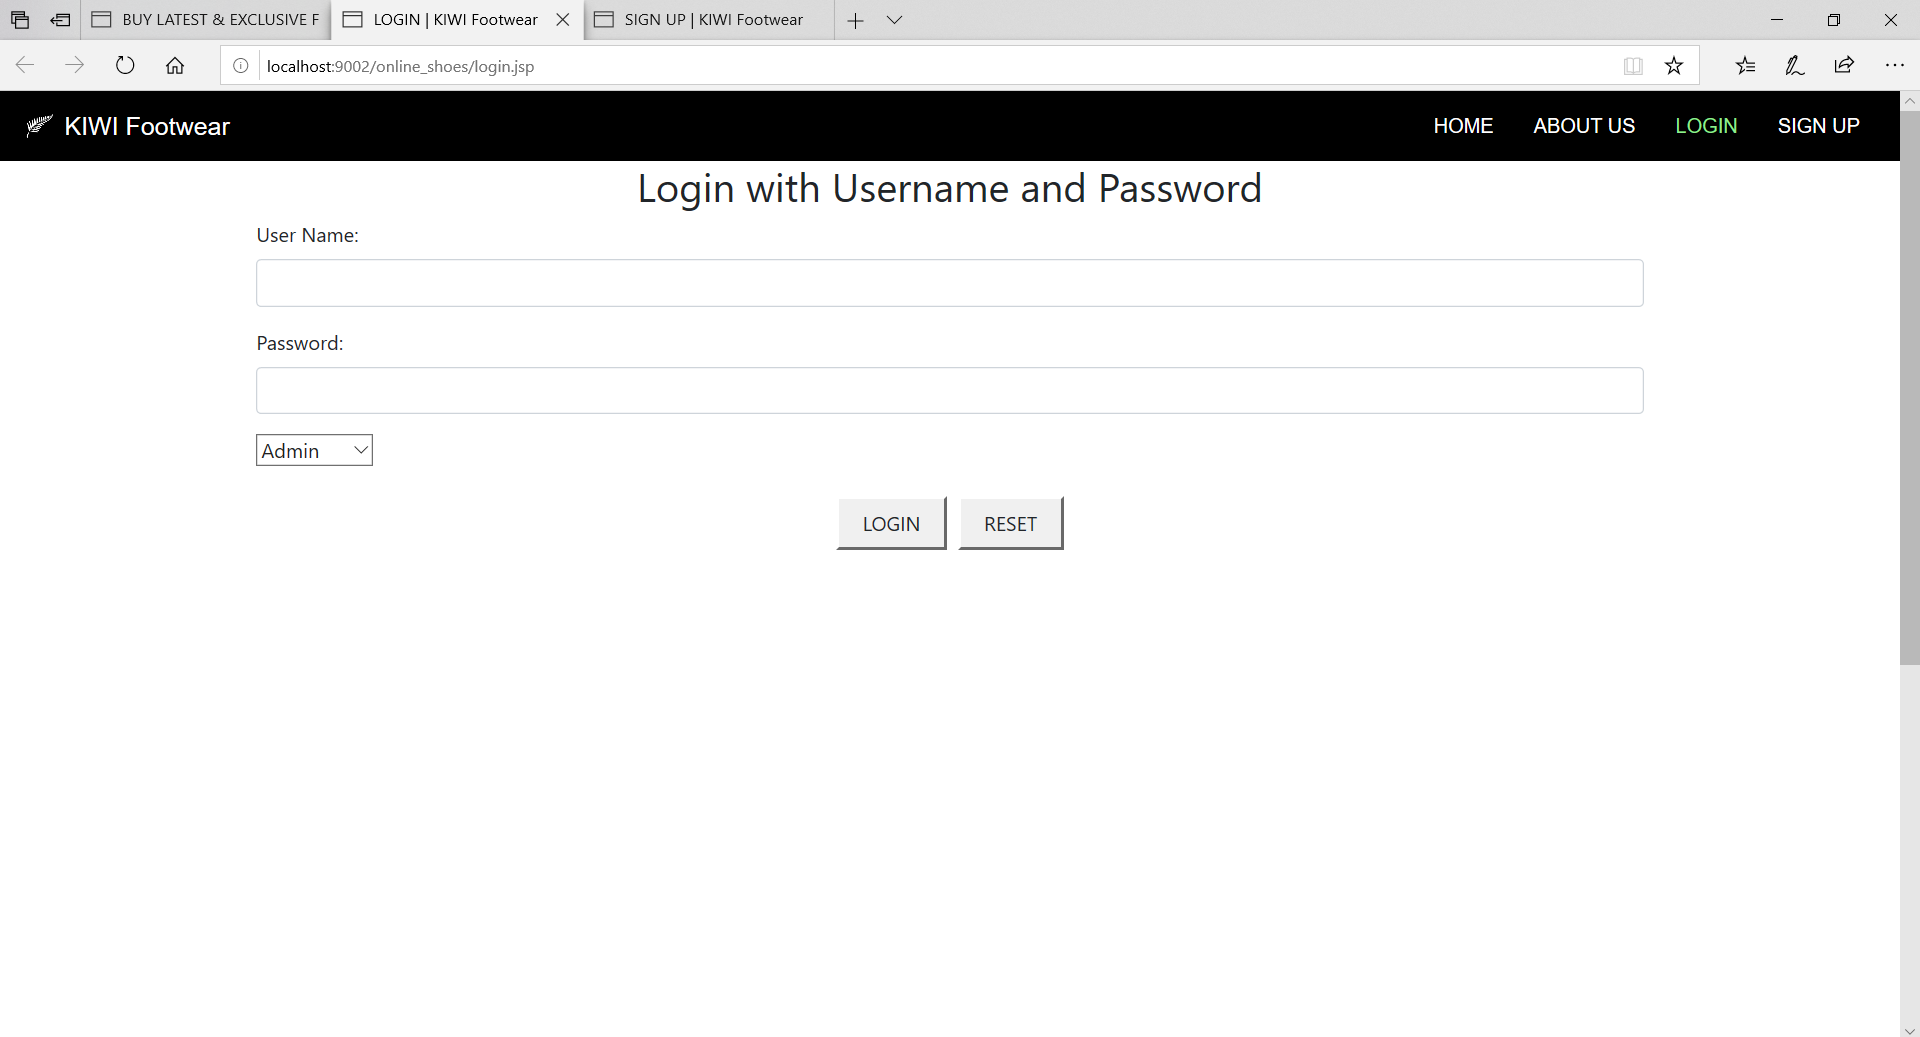 BUY LATEST & EXCLUSIVE F
LOGIN | KIWI Footwear
SIGN UP | KIWI Footwear
localhost:9002/online_shoes/login.jsp
KIWI Footwear
HOME ABOUT US LOGIN SIGN UP
Login with Username and Password
User Name:
Password:
Admin
LOGIN RESET